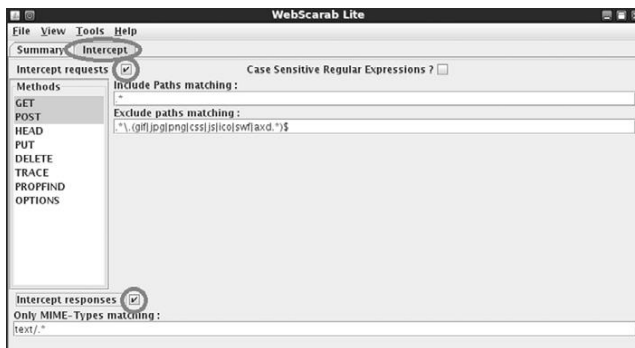 WebScarab Lite
File View Tools Help
Summary Intercept
Intercept requests Case Sensitive Regular Expressions ?
Methods Include Paths matching :
.*
GET Exclude paths matching :
POST .*\.(gif|jpg|png|css|js|ico|swf|axd.*)$
HEAD
PUT
DELETE
TRACE
PROPFIND
OPTIONS
Intercept responses
Only MIME-Types matching :
text/.*